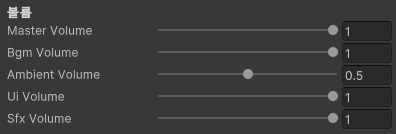 볼륨
Master Volume 1
Bgm Volume 1
Ambient Volume 0.5
Ui Volume 1
Sfx Volume 1